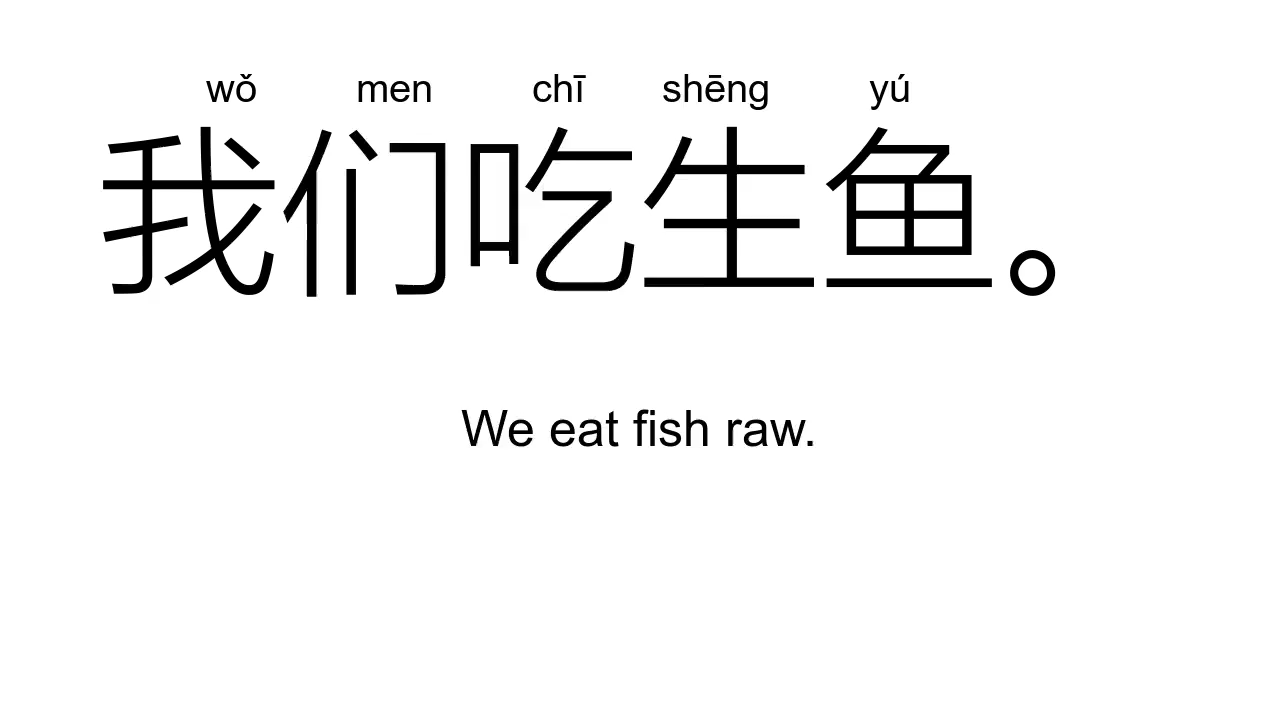 wǒ men chī shēng yú
我们吃生鱼。
We eat fish raw.